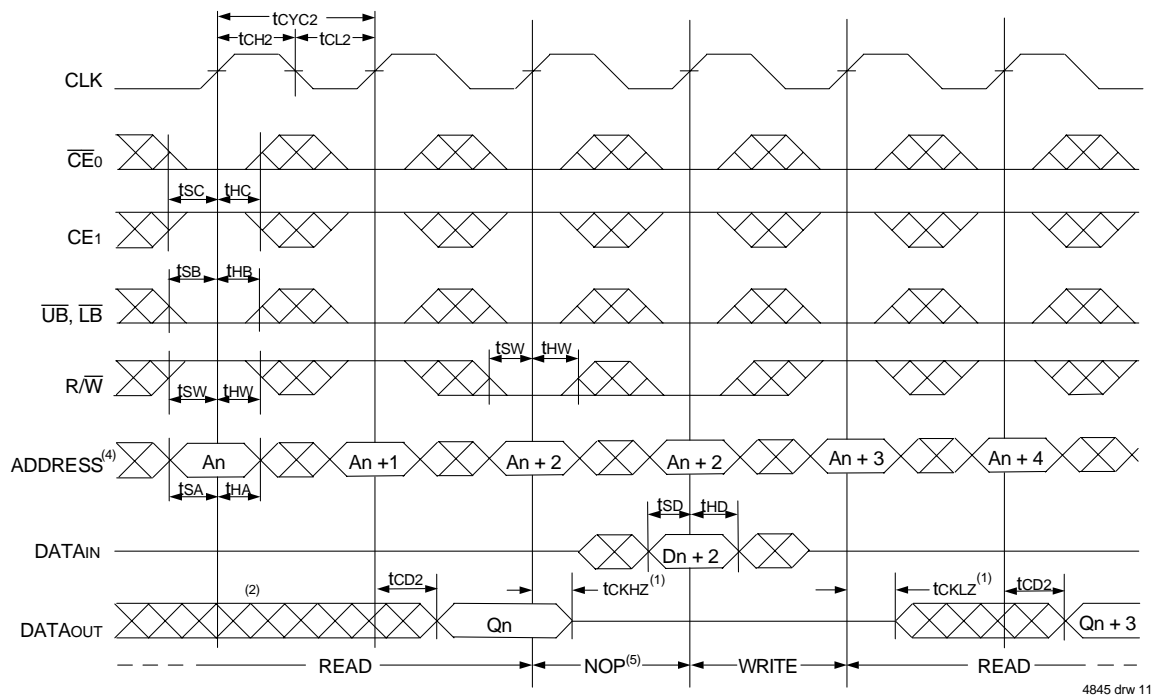 tCYC2
tCH2 tCL2
CLK
CE0
tSC tHC
CE1
tSB tHB
UB, LB
tSW tHW
R/W
tSW tHW
ADDRESS(4) An An +1 An + 2 An + 2 An + 3 An + 4
tSA tHA
tSD tHD
DATAIN Dn + 2
(2) tCD2 tCKHZ(1) tCKLZ(1) tCD2
DATAOUT Qn Qn + 3
READ NOP(5) WRITE READ
4845 drw 11